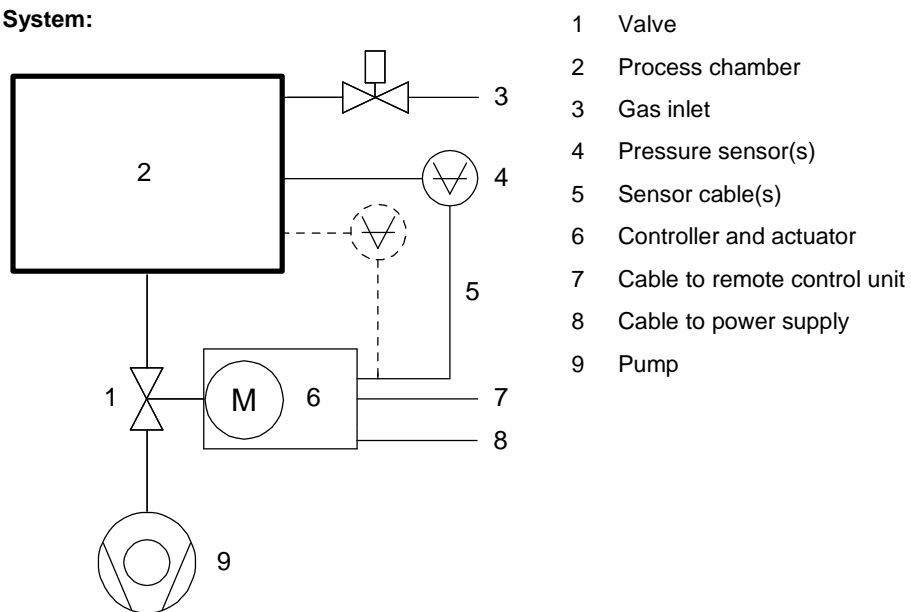 System:
2
3
4
5
1
M
6
7
8
9
1 Valve
2 Process chamber
3 Gas inlet
4 Pressure sensor(s)
5 Sensor cable(s)
6 Controller and actuator
7 Cable to remote control unit
8 Cable to power supply
9 Pump